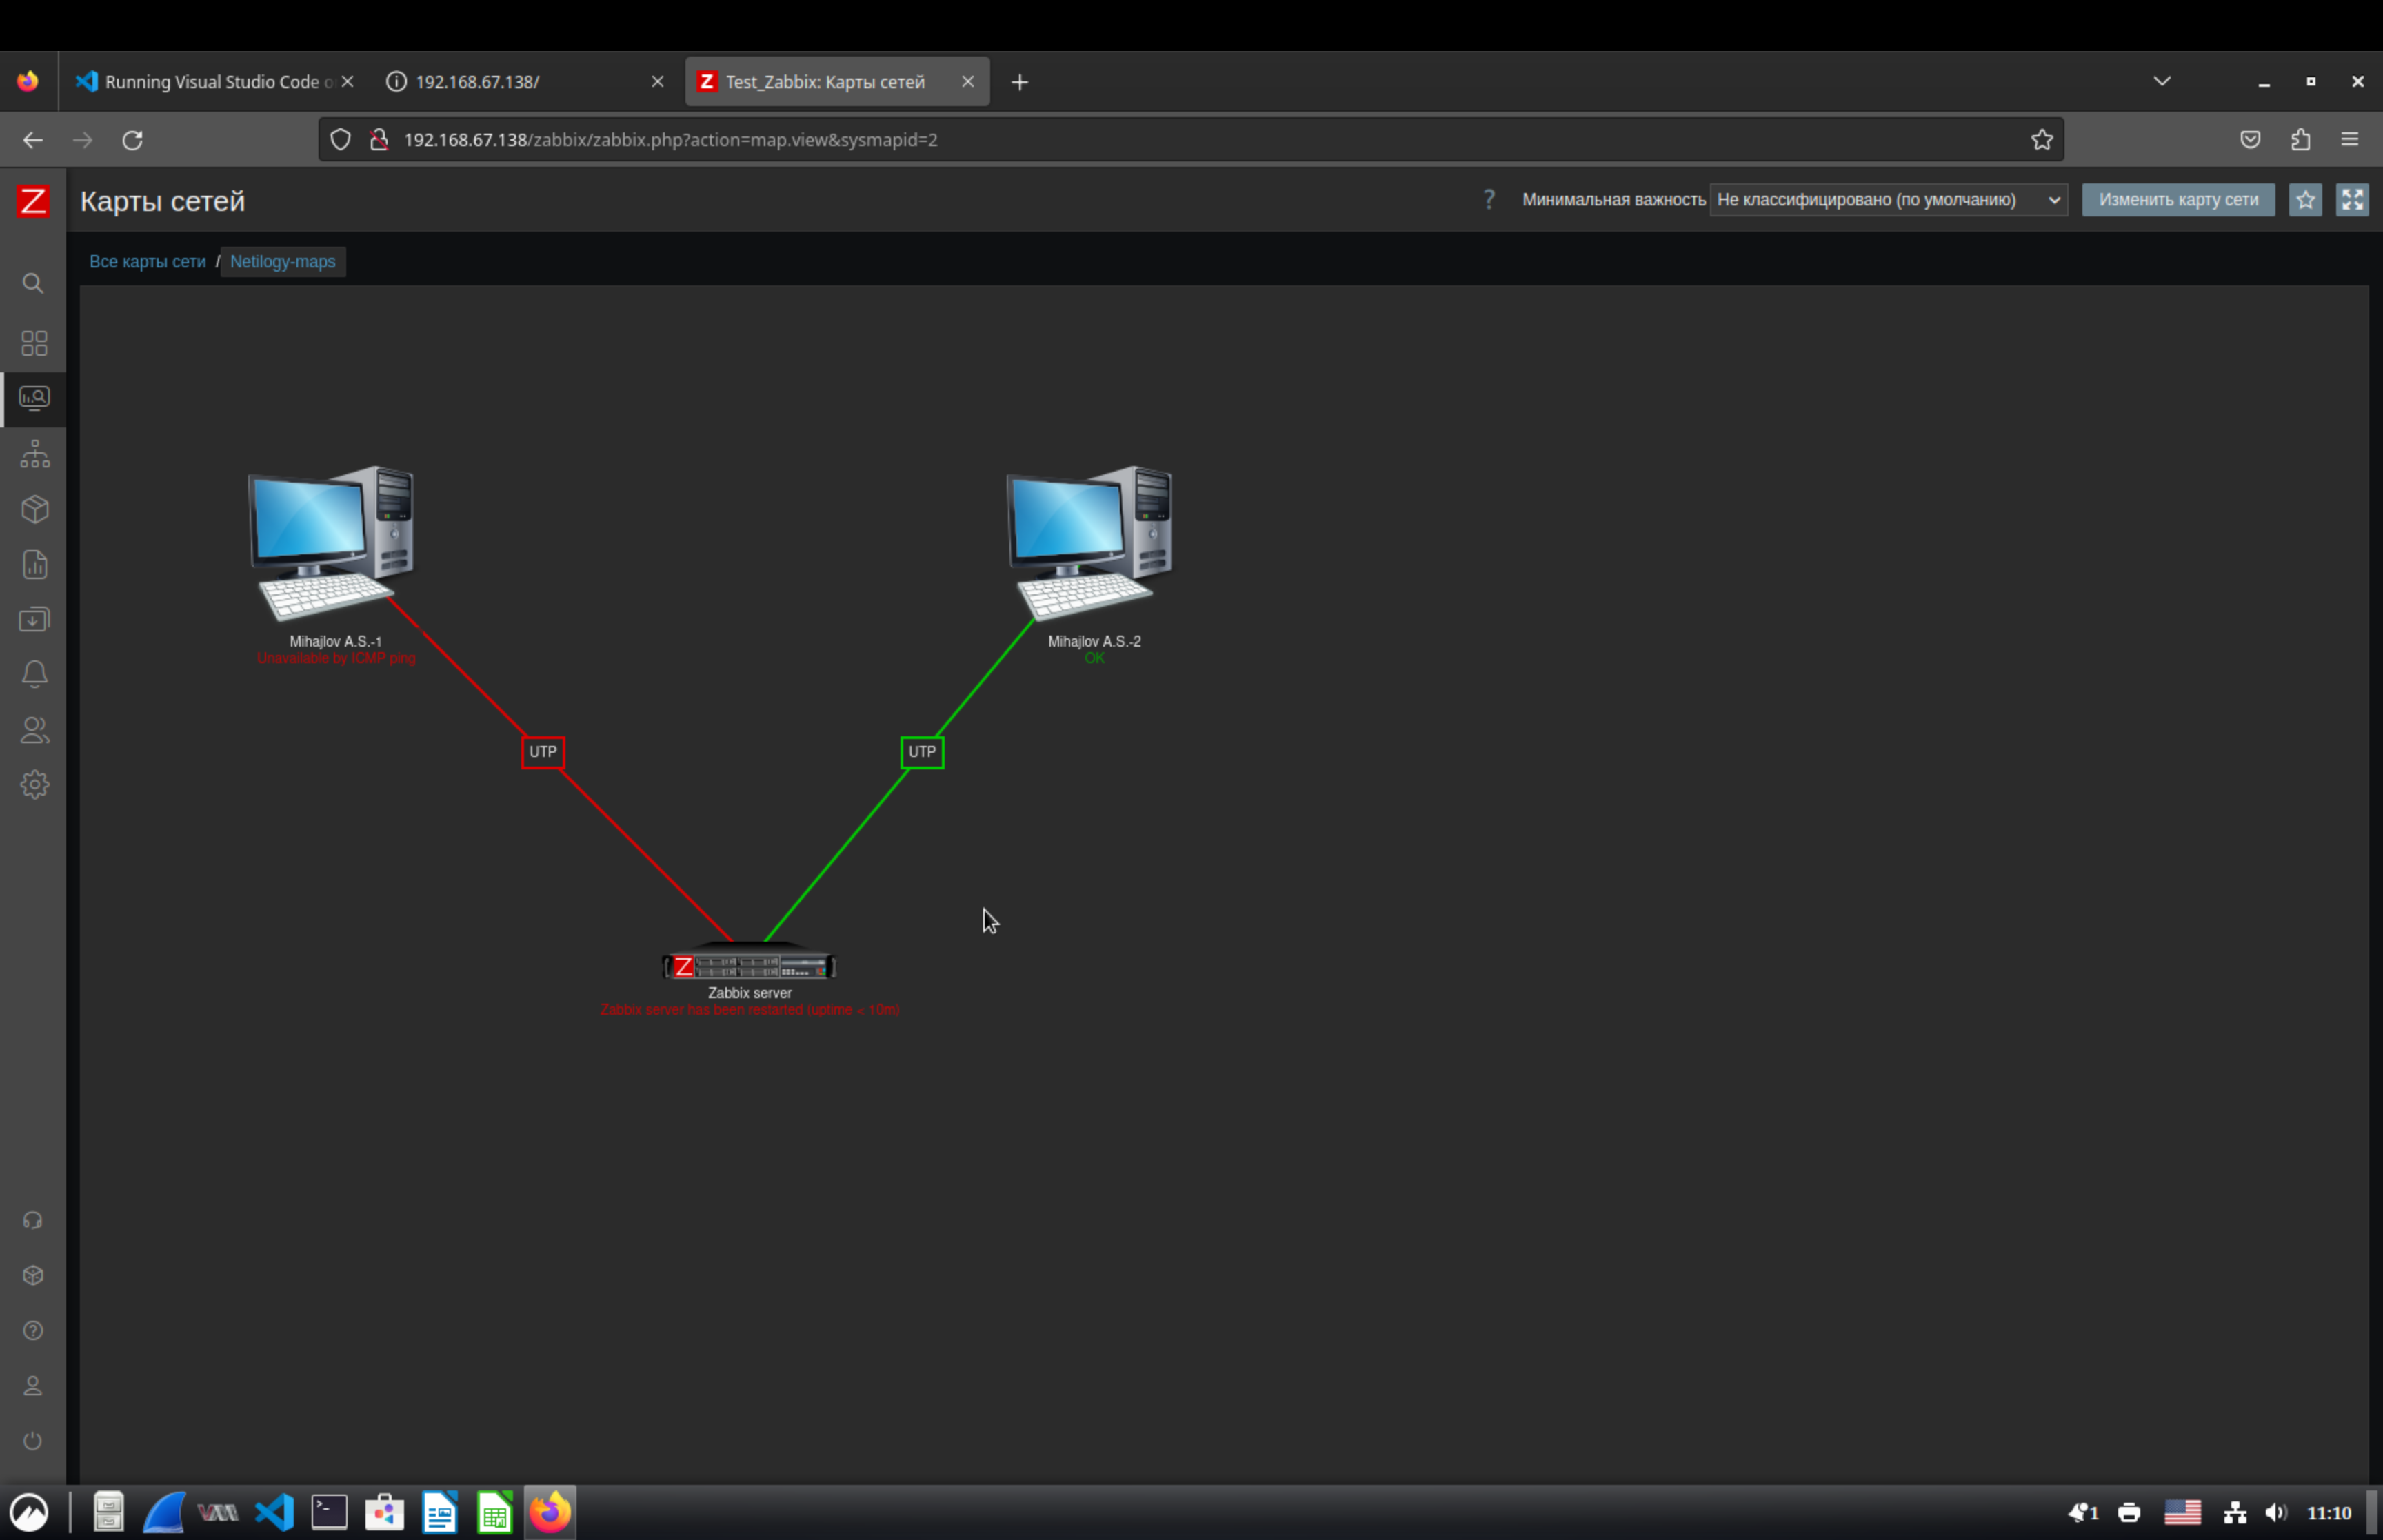 Running Visual Studio Code o
192.168.67.138/
Z Test_Zabbix: Карты сетей
192.168.67.138/zabbix/zabbix.php?action=map.view&sysmapid=2
Z Карты сетей
? Минимальная важность Не классифицировано (по умолчанию) Изменить карту сети
Все карты сети / Netilogy-maps
Mihajlov A.S.-1
Unavailable by ICMP ping
Mihajlov A.S.-2
OK
UTP
UTP
Z
Zabbix server
Zabbix server has been restarted (uptime < 10m)
1 11:10